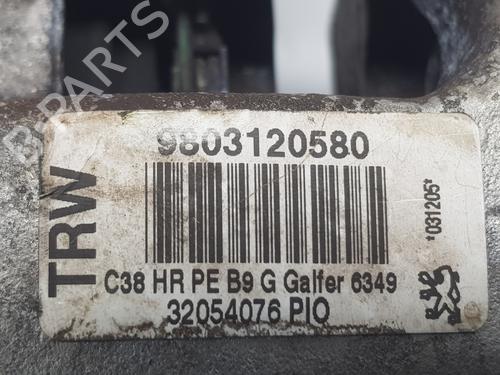 B-PARTS
9803120580
TRW
*031205*
C38 HR PE B9 G Galfer 6349
32054076 PIO